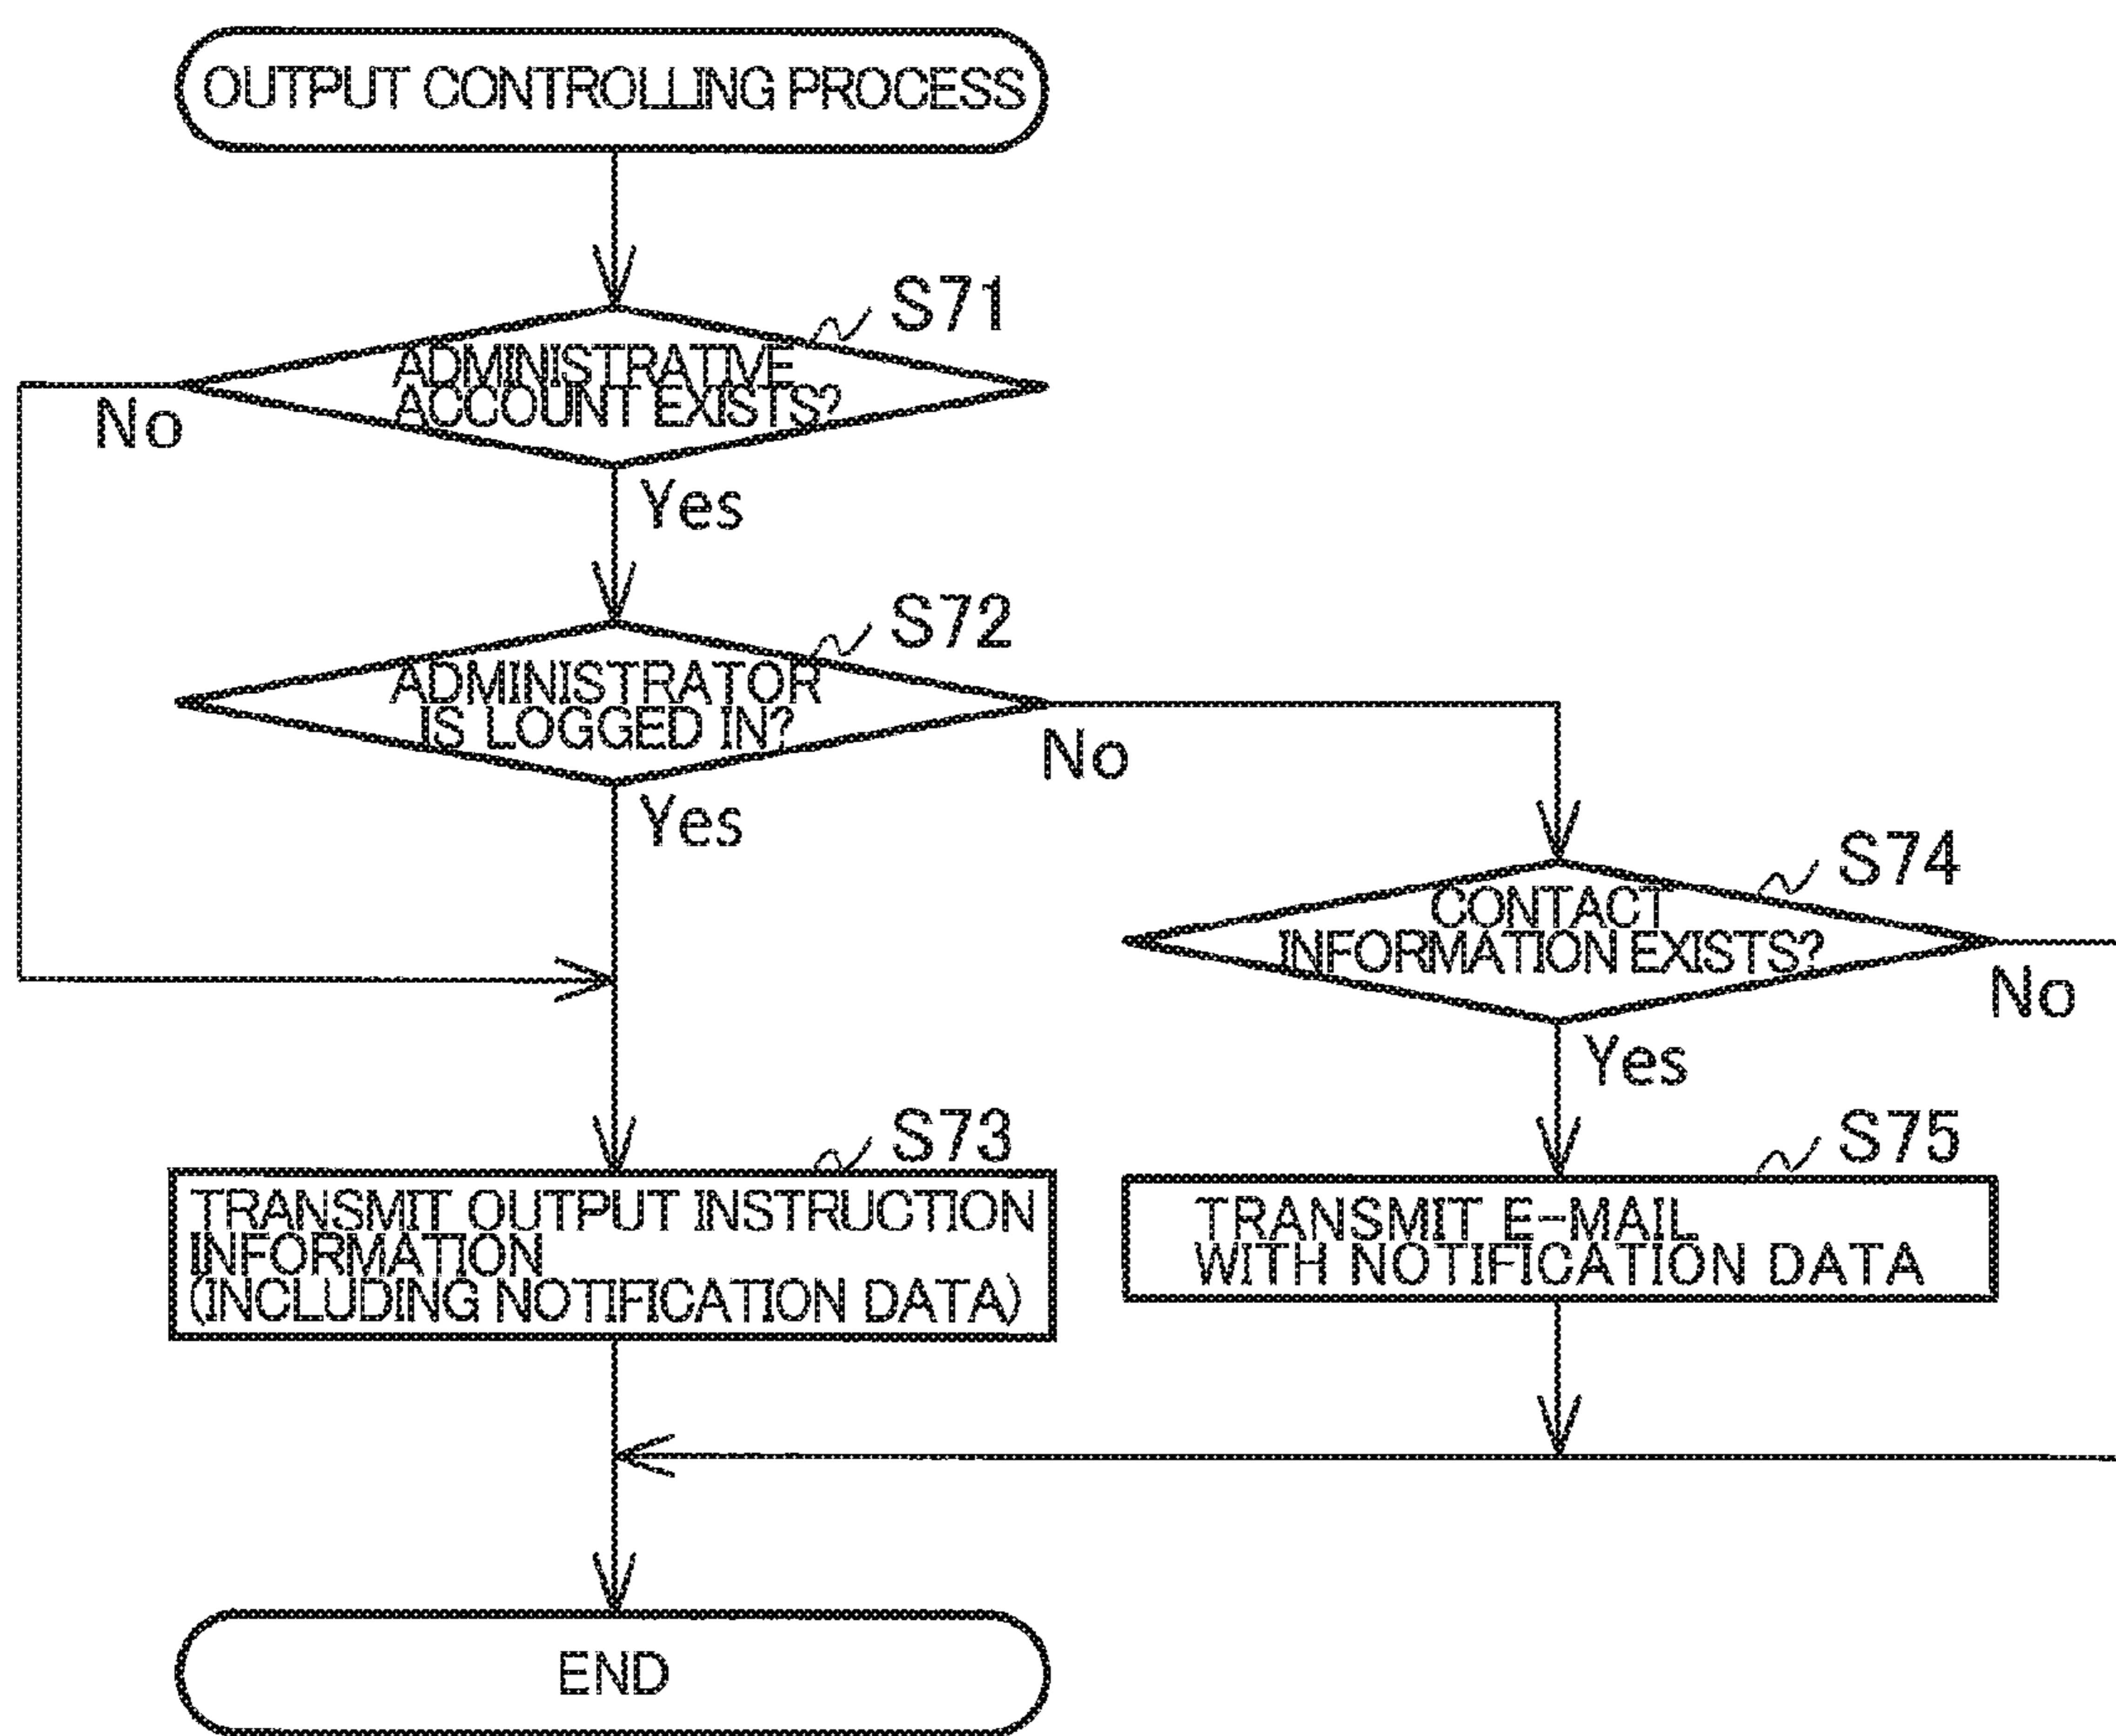 OUTPUT CONTROLLING PROCESS
S71
ADMINISTRATIVE
ACCOUNT EXISTS?
No
Yes
S72
ADMINISTRATOR
IS LOGGED IN?
No
Yes
S74
CONTACT
INFORMATION EXISTS?
No
Yes
S73
TRANSMIT OUTPUT INSTRUCTION
INFORMATION
(INCLUDING NOTIFICATION DATA)
S75
TRANSMIT E-MAIL
WITH NOTIFICATION DATA
END